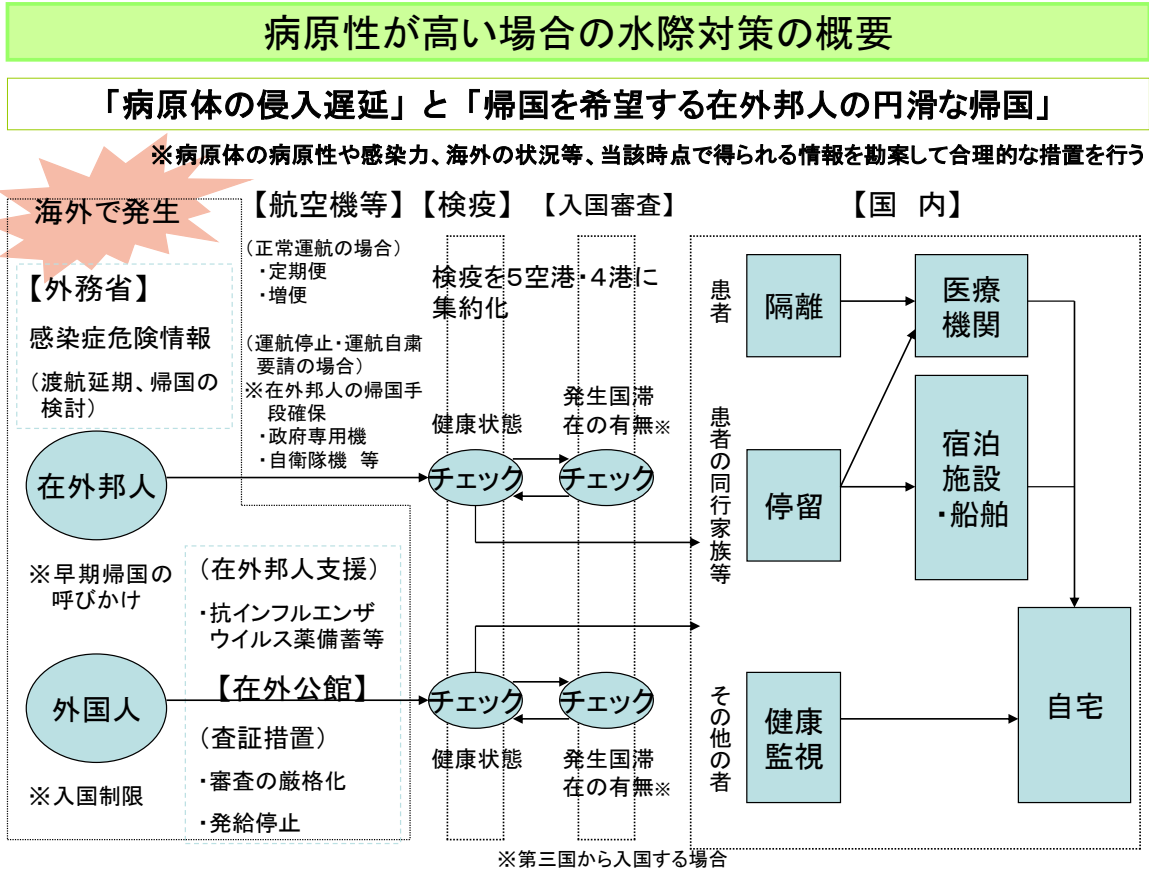 病原性が高い場合の水際対策の概要
「病原体の侵入遅延」と「帰国を希望する在外邦人の円滑な帰国」
※病原体の病原性や感染力、海外の状況等、当該時点で得られる情報を勘案して合理的な措置を行う
海外で発生
【外務省】
感染症危険情報
（渡航延期、帰国の
検討）
在外邦人
※早期帰国の
呼びかけ
外国人
※入国制限
（在外邦人支援）
・抗インフルエンザ
ウイルス薬備蓄等
【在外公館】
（査証措置）
・審査の厳格化
・発給停止
【航空機等】
（正常運航の場合）
・定期便
・増便
（運航停止・運航自粛
要請の場合）
※在外邦人の帰国手
段確保
・政府専用機
・自衛隊機 等
【検疫】
【入国審査】
検疫を５空港・４港に
集約化
健康状態
発生国滞
在の有無※
チェック
チェック
チェック
チェック
健康状態
発生国滞
在の有無※
※第三国から入国する場合
【国 内】
患者
隔離
医療
機関
患者の同行家族等
停留
宿泊
施設
・船舶
その他の者
健康
監視
自宅